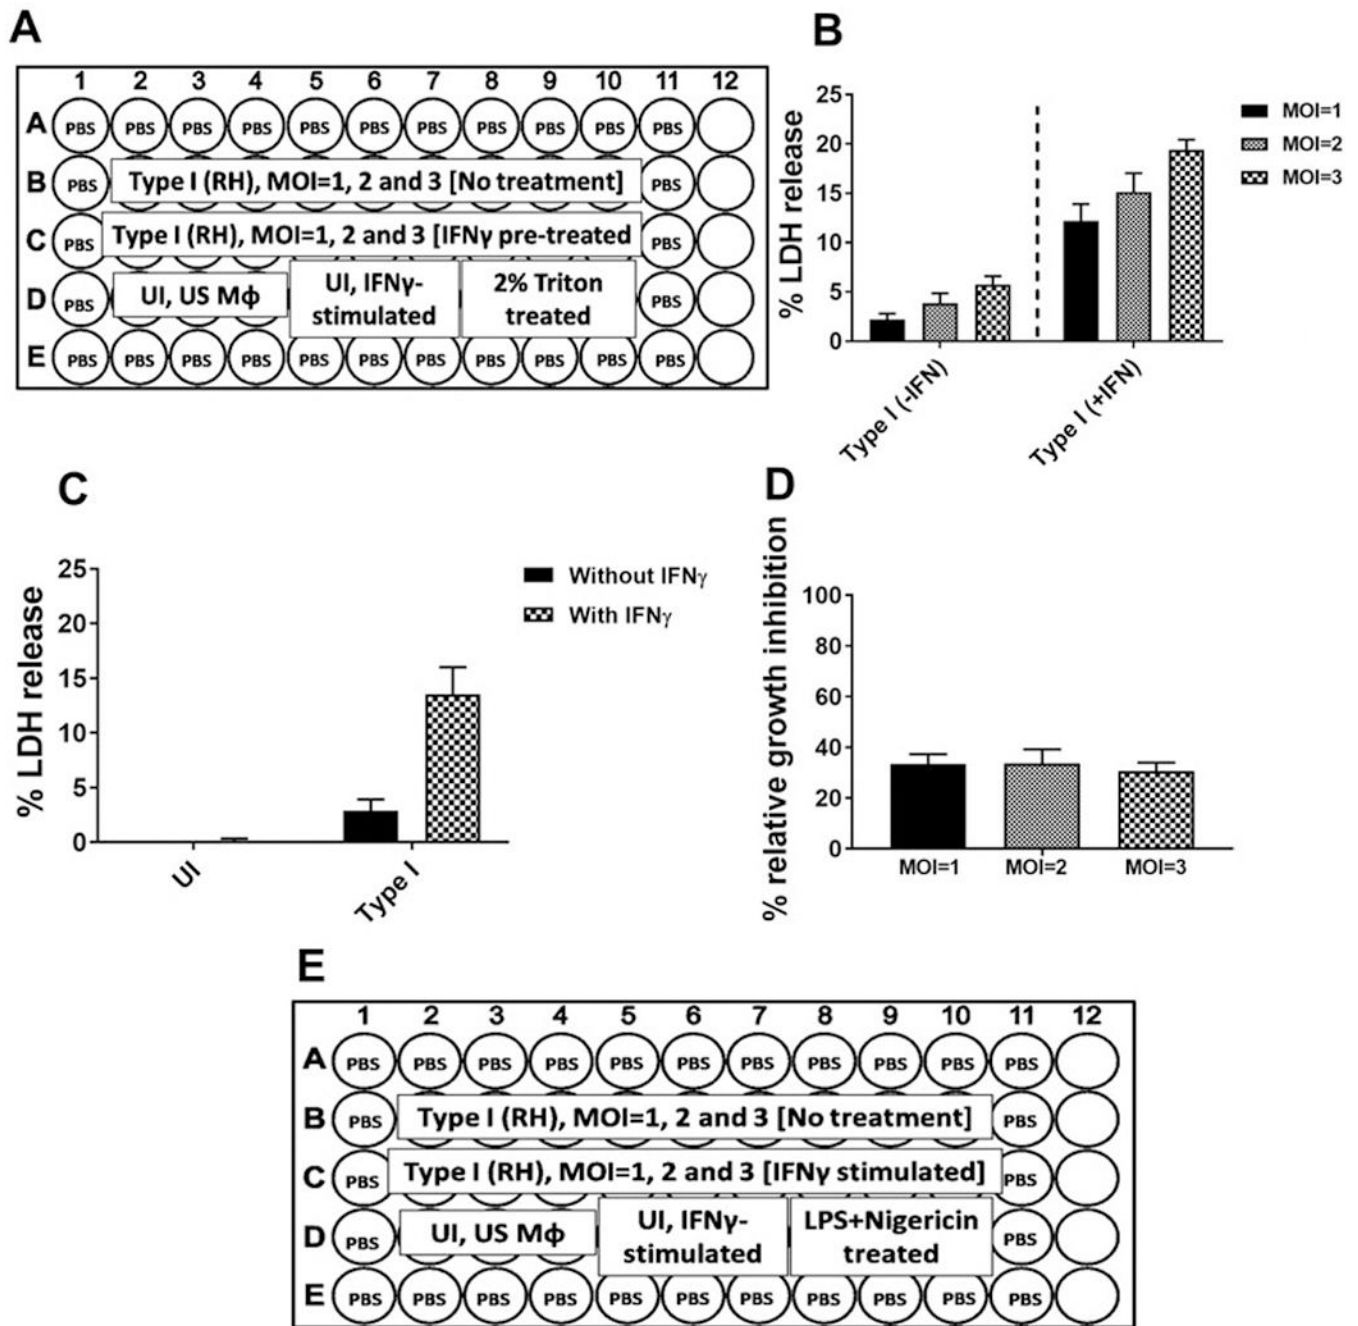 A
1 2 3 4 5 6 7 8 9 10 11 12
A PBS PBS PBS PBS PBS PBS PBS PBS PBS PBS PBS
B PBS Type I (RH), MOI=1, 2 and 3 [No treatment] PBS
C PBS Type I (RH), MOI=1, 2 and 3 [IFNγ pre-treated PBS
D PBS UI, US Mϕ UI, IFNγ- 2% Triton PBS
stimulated treated
E PBS PBS PBS PBS PBS PBS PBS PBS PBS PBS PBS
B
% LDH release
25
20
15
10
5
0
Type I (-IFN)
Type I (+IFN)
MOI=1
MOI=2
MOI=3
C
% LDH release
25
20
15
10
5
0
UI
Type I
Without IFNγ
With IFNγ
D
% relative growth inhibition
100
80
60
40
20
0
MOI=1 MOI=2 MOI=3
E
1 2 3 4 5 6 7 8 9 10 11 12
A PBS PBS PBS PBS PBS PBS PBS PBS PBS PBS PBS
B PBS Type I (RH), MOI=1, 2 and 3 [No treatment] PBS
C PBS Type I (RH), MOI=1, 2 and 3 [IFNγ stimulated] PBS
D PBS UI, US Mϕ UI, IFNγ- LPS+Nigericin PBS
stimulated treated
E PBS PBS PBS PBS PBS PBS PBS PBS PBS PBS PBS